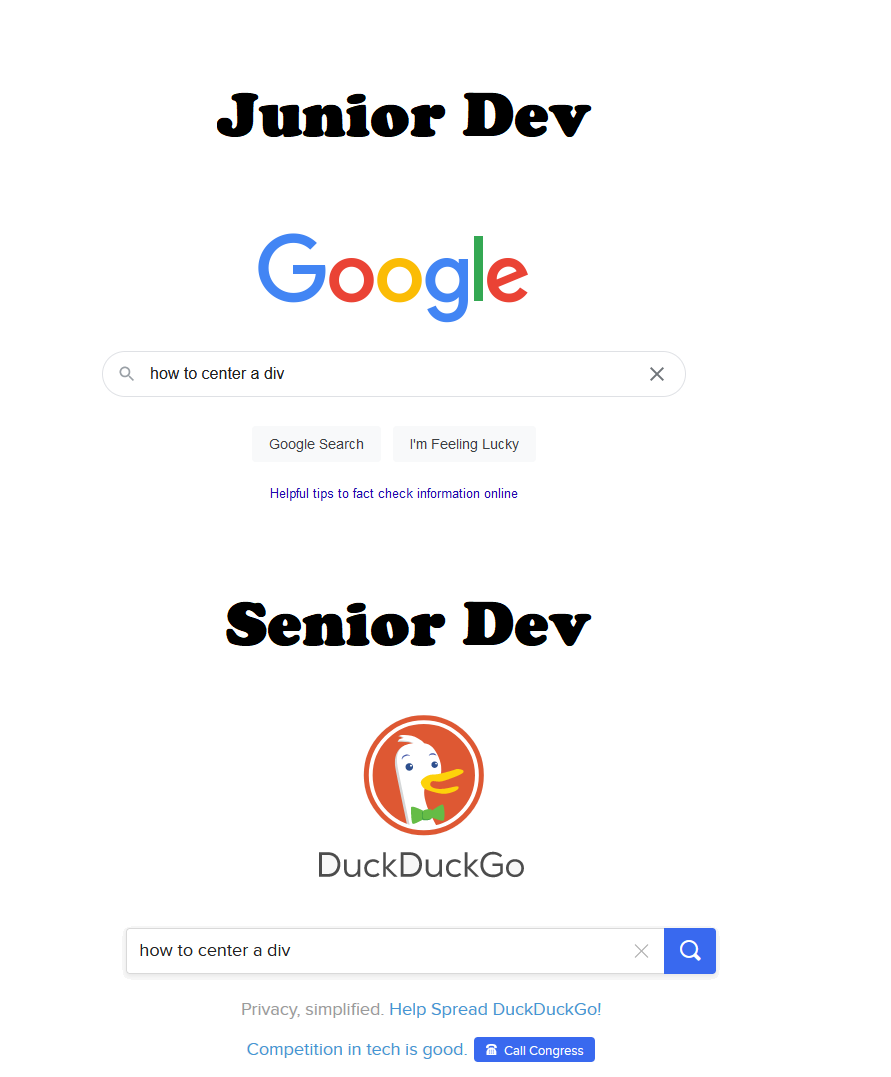 Junior Dev
Google
how to center a div
Google Search I'm Feeling Lucky
Helpful tips to fact check information online
Senior Dev
DuckDuckGo
how to center a div
Privacy, simplified. Help Spread DuckDuckGo!
Competition in tech is good. Call Congress